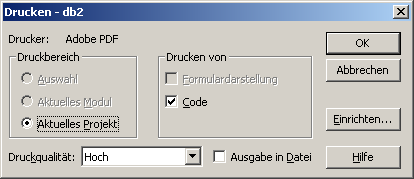 Drucken - db2
Drucker: Adobe PDF
OK
Druckbereich
Drucken von
Abbrechen
Auswahl
Formulardarstellung
Aktuelles Modul
Code
Aktuelles Projekt
Einrichten...
Druckqualität: Hoch
Ausgabe in Datei
Hilfe